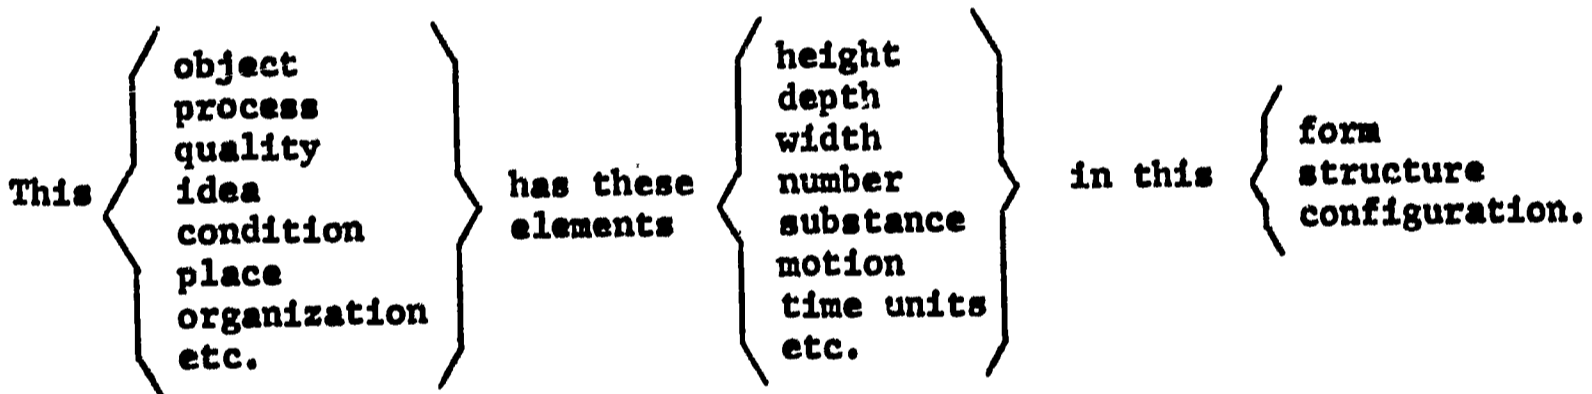 This
object
process
quality
idea
condition
place
organization
etc.
has these
elements
height
depth
width
number
substance
motion
time units
etc.
in this
form
structure
configuration.